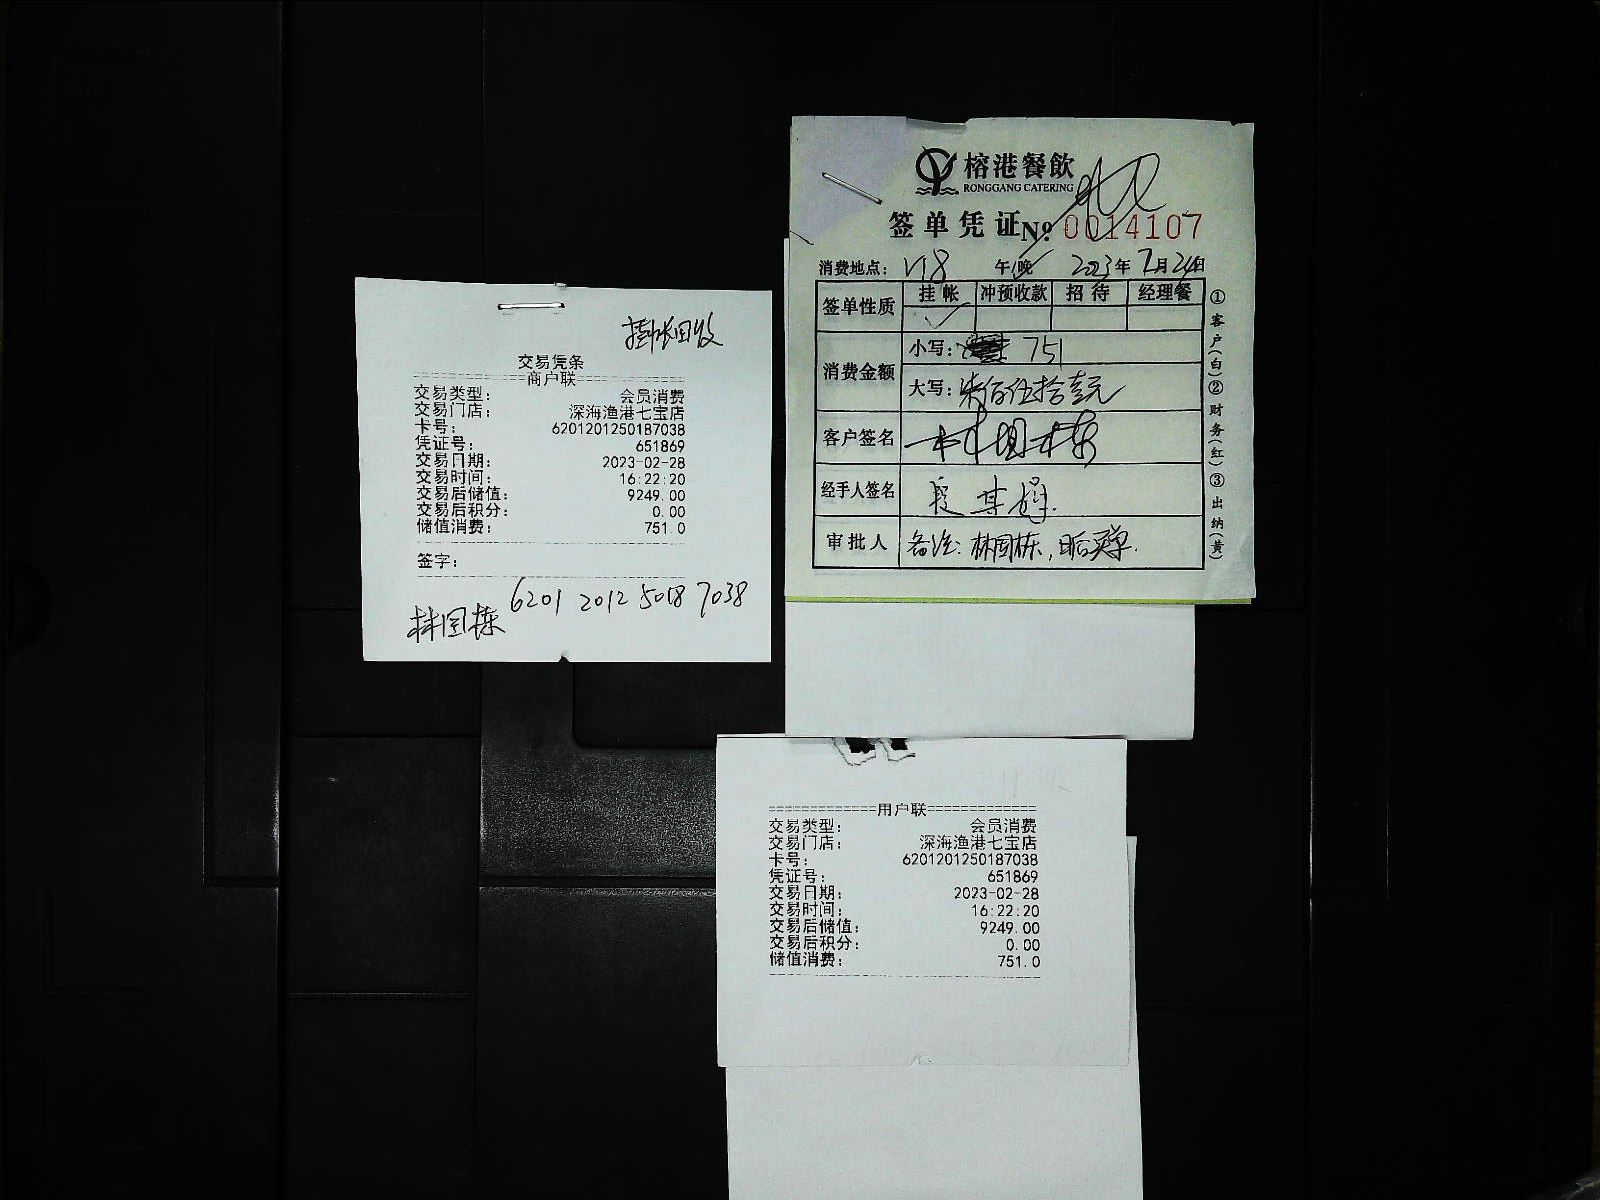 挂帐回收
交易凭条
商户联
交易类型： 会员消费
交易门店： 深海渔港七宝店
卡号： 6201201250187038
凭证号： 651869
交易日期： 2023-02-28
交易时间： 16:22:20
交易后储值： 9249.00
交易后积分： 0.00
储值消费： 751.0
签字：
6201 2012 5018 7038
林国栋
榕港餐飲
RONGGANG CATERING
签单凭证 № 0014107
消费地点： V18 午/晚 2023年2月24日
签单性质 挂帐 冲预收款 招待 经理餐
消费金额 小写： 751
大写： 柒佰伍拾壹元
客户签名 林国栋
经手人签名
审批人 备注：林国栋，日后买单.
①客户(白)②财务(红)③出纳(黄)
=============用户联=============
交易类型： 会员消费
交易门店： 深海渔港七宝店
卡号： 6201201250187038
凭证号： 651869
交易日期： 2023-02-28
交易时间： 16:22:20
交易后储值： 9249.00
交易后积分： 0.00
储值消费： 751.0